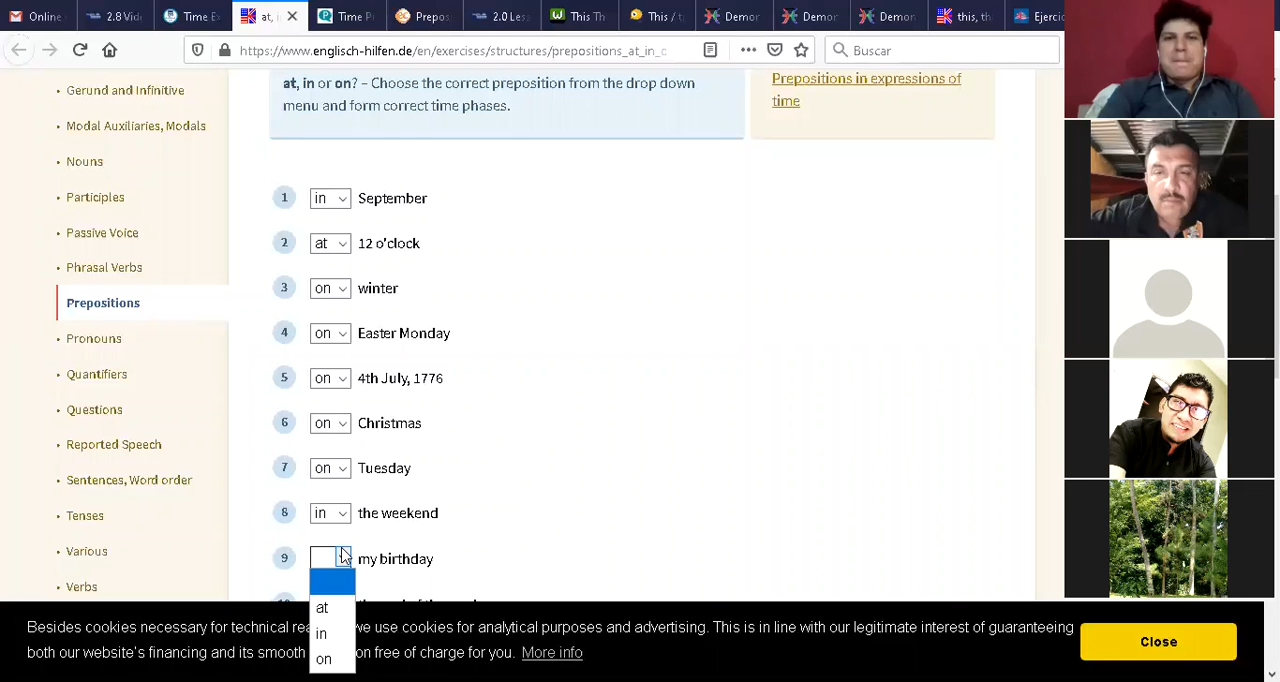 Online
2.8 Vid
Time E
at, i
Time P
Prepos
2.0 Les
This Th
This / t
Demor
Demor
Demon
this, th
Ejercic
https://www.englisch-hilfen.de/en/exercises/structures/prepositions_at_in_c
Buscar
at, in or on? – Choose the correct preposition from the drop down
menu and form correct time phases.
Prepositions in expressions of
time
Gerund and Infinitive
Modal Auxiliaries, Modals
Nouns
Participles
Passive Voice
Phrasal Verbs
Prepositions
Pronouns
Quantifiers
Questions
Reported Speech
Sentences, Word order
Tenses
Various
Verbs
1 in September
2 at 12 o'clock
3 on winter
4 on Easter Monday
5 on 4th July, 1776
6 on Christmas
7 on Tuesday
8 in the weekend
9 my birthday
at
in
on
Besides cookies necessary for technical rea we use cookies for analytical purposes and advertising. This is in line with our legitimate interest of guaranteeing
both our website's financing and its smooth on free of charge for you. More info
Close